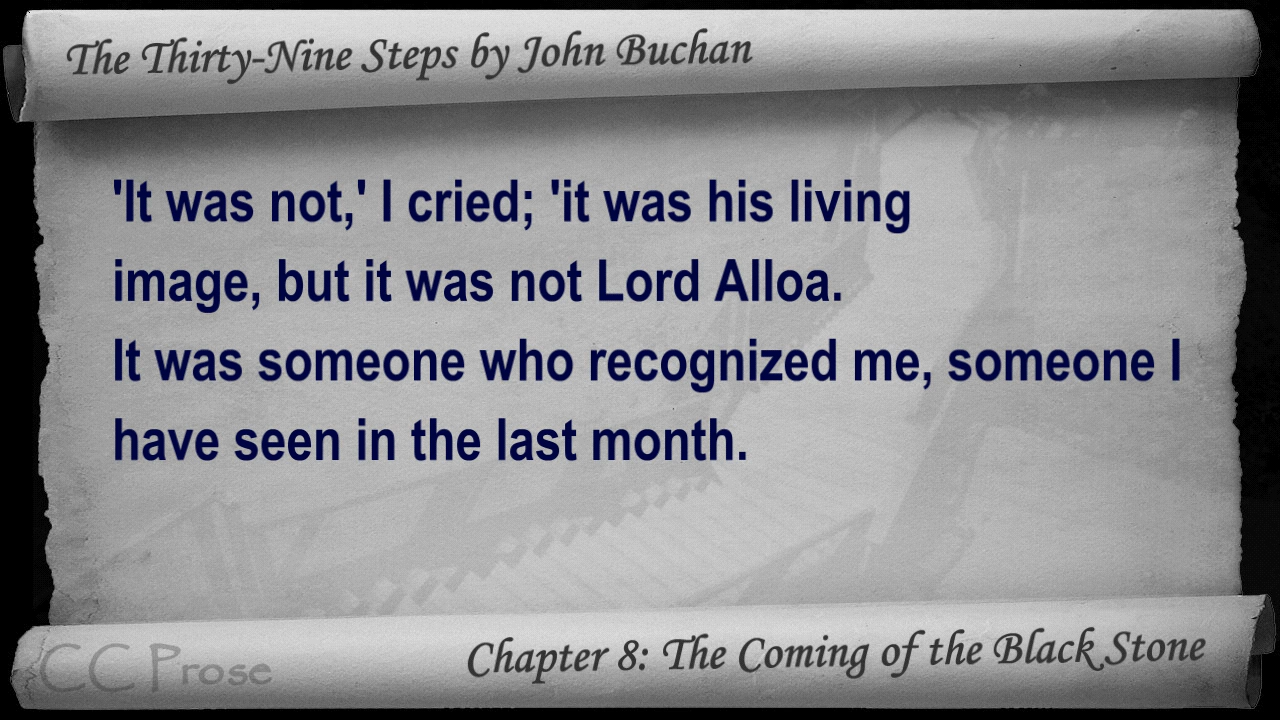 The Thirty-Nine Steps by John Buchan
'It was not,' I cried; 'it was his living
image, but it was not Lord Alloa.
It was someone who recognized me, someone I
have seen in the last month.
CC Prose
Chapter 8: The Coming of the Black Stone